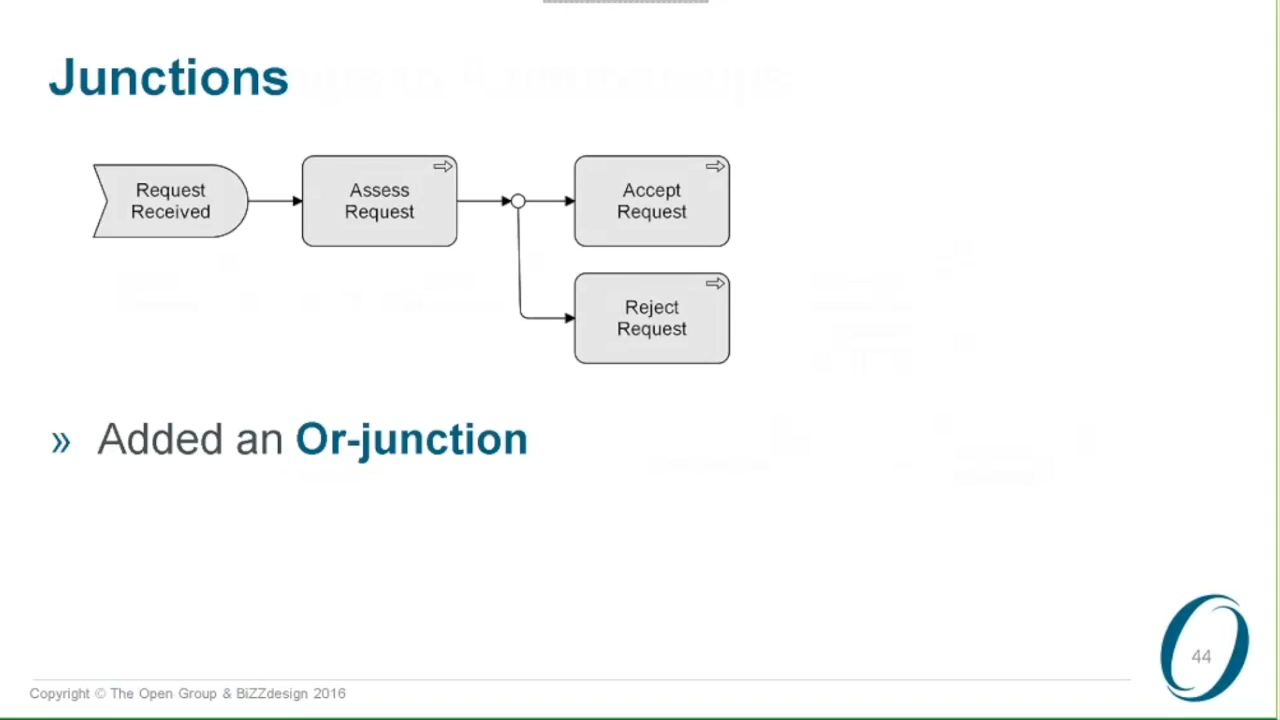 Junctions
Request
Received
Assess
Request
Accept
Request
Reject
Request
» Added an Or-junction
44
Copyright © The Open Group & BiZZdesign 2016